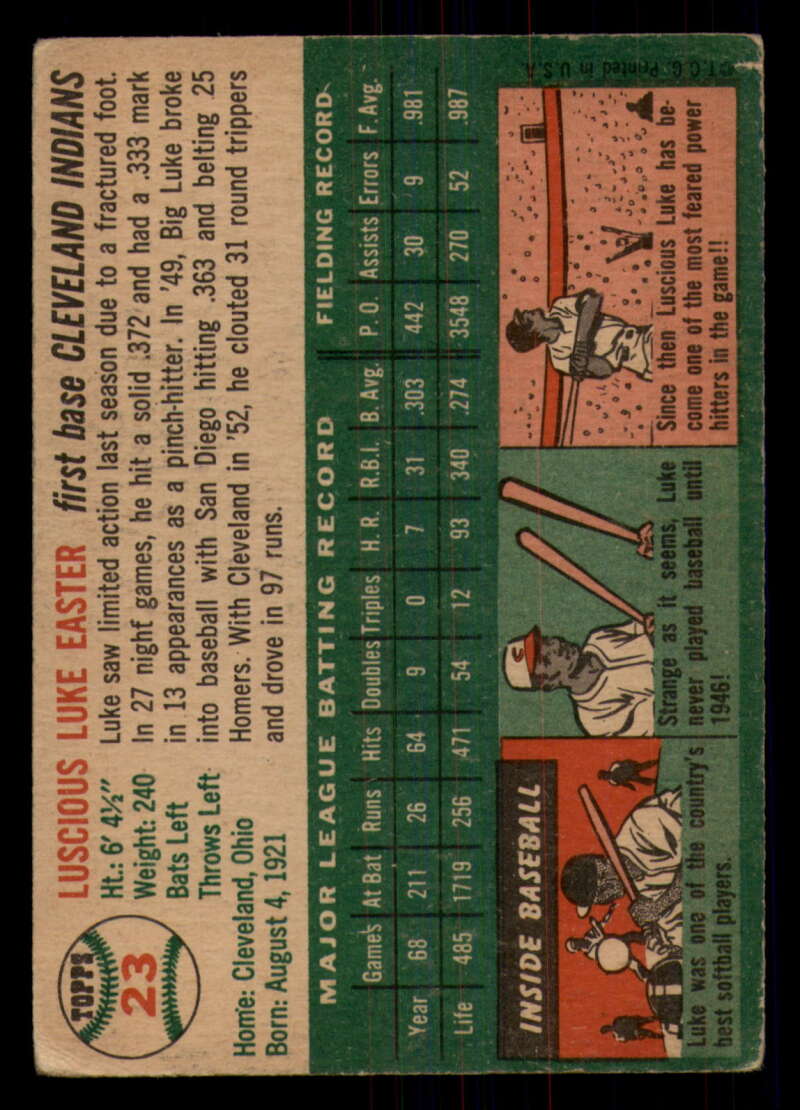 TOPPS
23
LUSCIOUS LUKE EASTER first base CLEVELAND INDIANS
Ht.: 6' 4½"
Weight: 240
Bats Left
Throws Left
Home: Cleveland, Ohio
Born: August 4, 1921
Luke saw limited action last season due to a fractured foot.
In 27 night games, he hit a solid .372 and had a .333 mark
in 13 appearances as a pinch-hitter. In '49, Big Luke broke
into baseball with San Diego hitting .363 and belting 25
Homers. With Cleveland in '52, he clouted 31 round trippers
and drove in 97 runs.
MAJOR LEAGUE BATTING RECORD FIELDING RECORD
Games At Bat Runs Hits Doubles Triples H. R. R.B.I. B. Avg. P. O. Assists Errors F. Avg.
Year 68 211 26 64 9 0 7 31 .303 442 30 9 .981
Life 485 1719 256 471 54 12 93 340 .274 3548 270 52 .987
INSIDE BASEBALL
Luke was one of the country's
best softball players.
C
Strange as it seems, Luke
never played baseball until
1946!
Since then Luscious Luke has be-
come one of the most feared power
hitters in the game!!
©T.C.G. Printed in U.S.A.